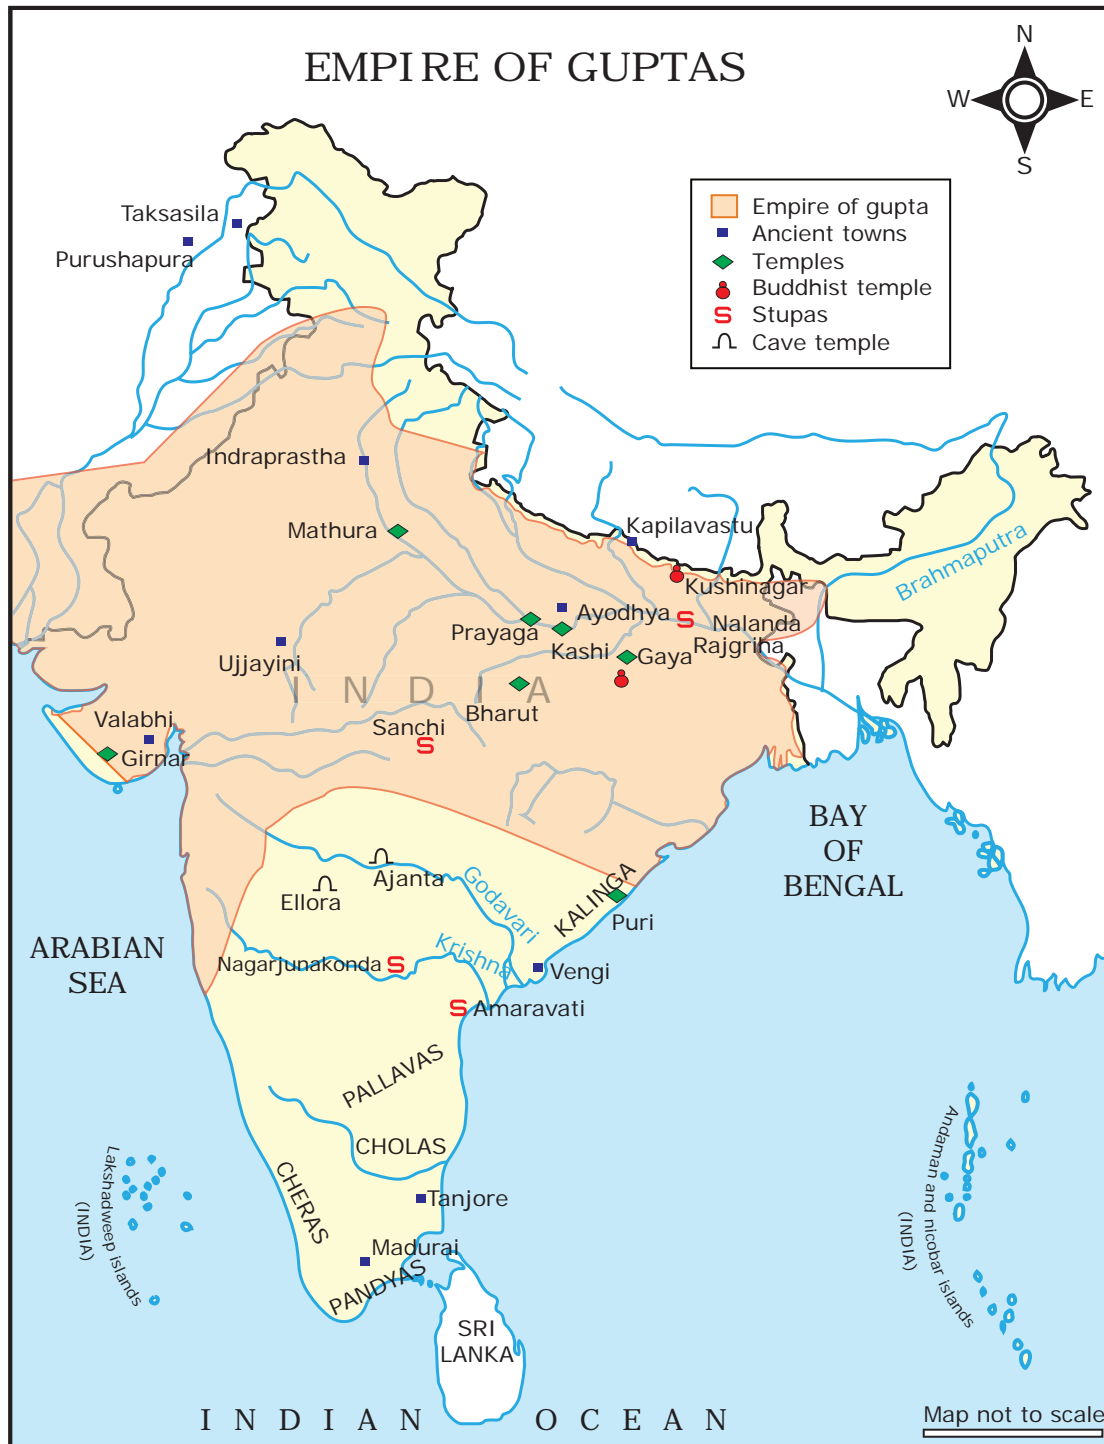 EMPIRE OF GUPTAS
N
W
E
S
Empire of gupta
Ancient towns
Temples
Buddhist temple
S Stupas
Cave temple
Taksasila
Purushapura
Indraprastha
Mathura
Kapilavastu
Brahmaputra
Kushinagar
Ayodhya
S
Nalanda
Prayaga
Rajgriha
Kashi
Gaya
Ujjayini
INDIA
Bharut
Valabhi
Sanchi
S
Girnar
BAY
OF
BENGAL
Ajanta
Ellora
Godavari
KALINGA
Puri
ARABIAN
SEA
Krishna
Nagarjunakonda S
Vengi
S Amaravati
PALLAVAS
CHOLAS
CHERAS
Tanjore
Madurai
PANDYAS
Lakshadweep islands
(INDIA)
Andaman and nicobar islands
(INDIA)
SRI
LANKA
INDIAN OCEAN
Map not to scale